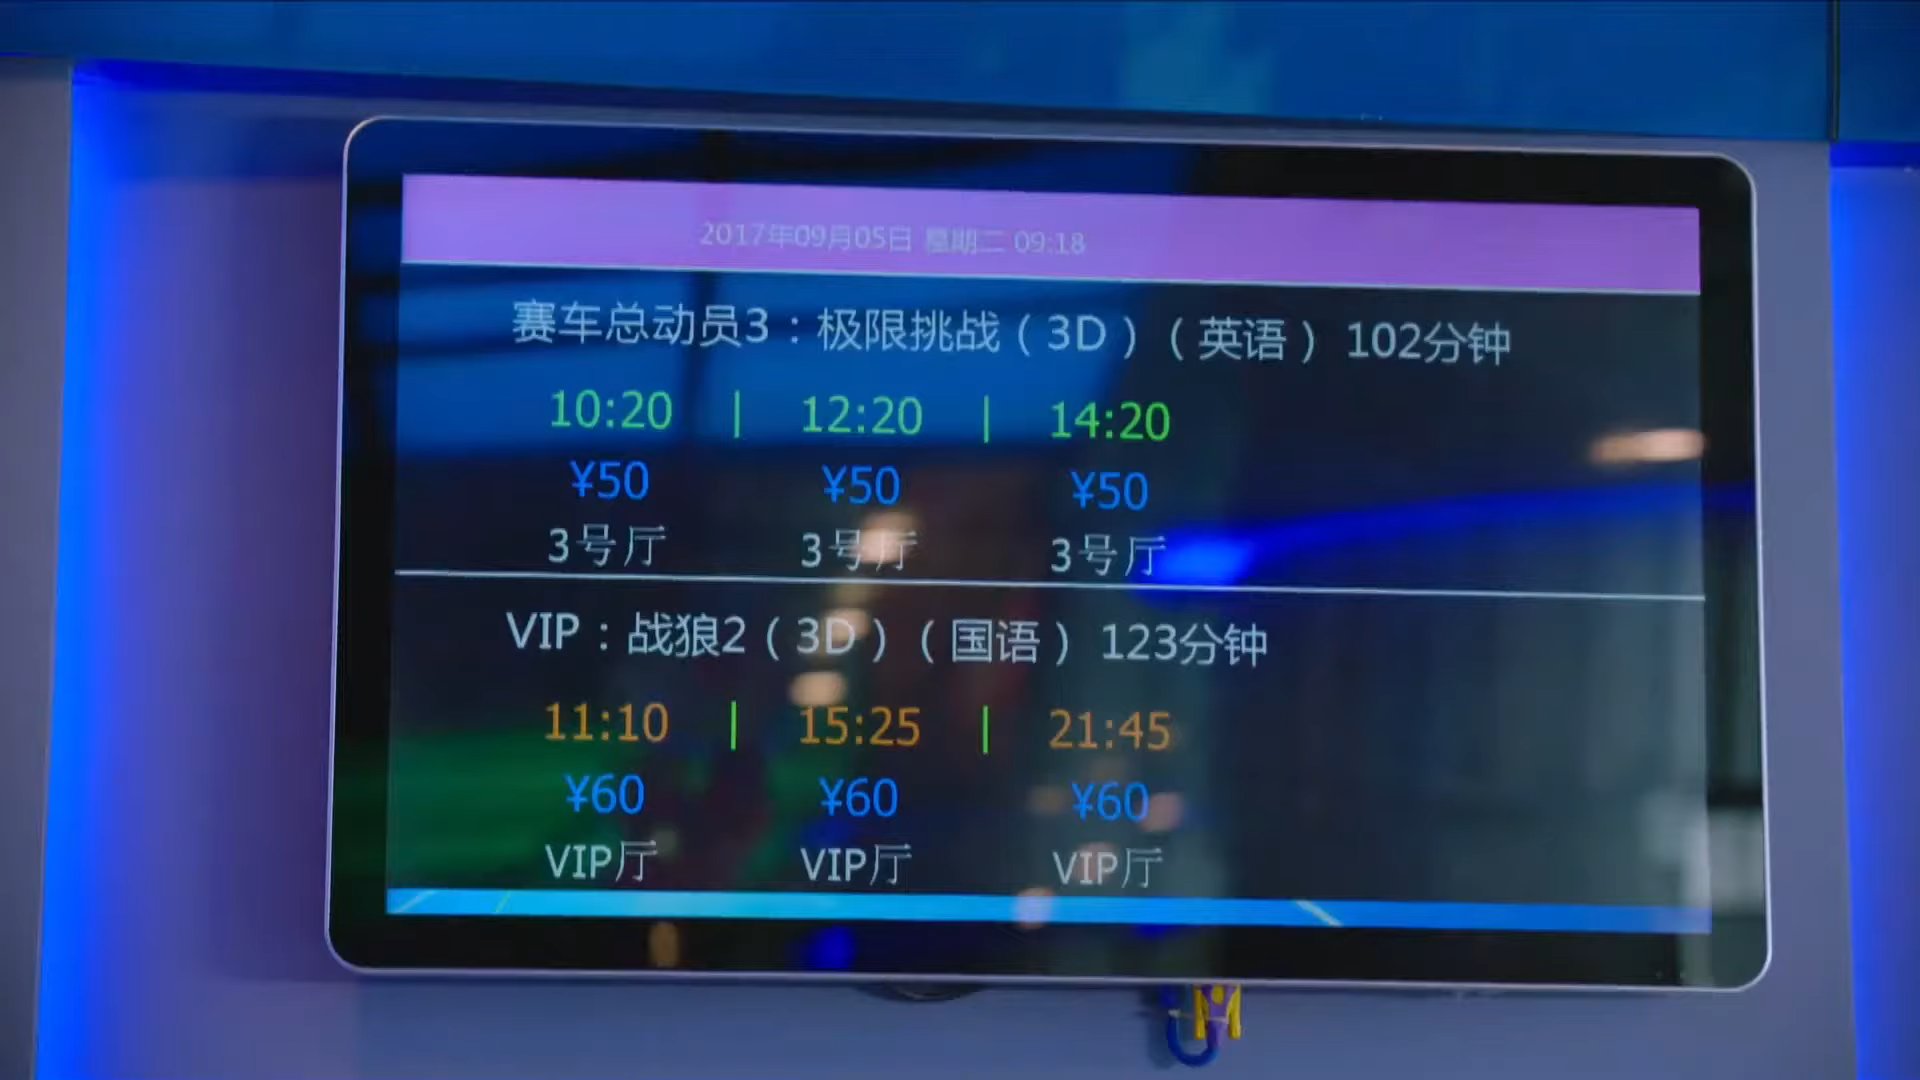 2017年09月05日 星期二 09:18
赛车总动员3：极限挑战（3D）（英语） 102分钟
10:20 | 12:20 | 14:20
¥50 ¥50 ¥50
3号厅 3号厅 3号厅
VIP：战狼2（3D）（国语） 123分钟
11:10 | 15:25 | 21:45
¥60 ¥60 ¥60
VIP厅 VIP厅 VIP厅